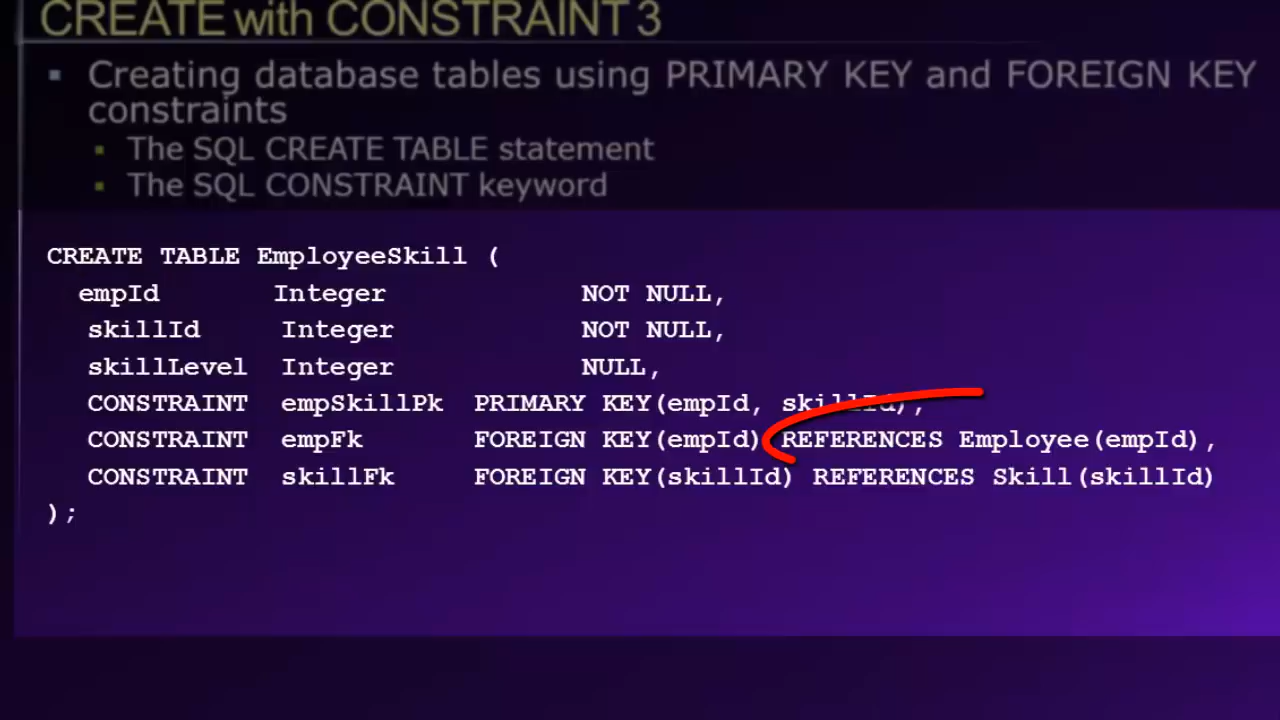 CREATE with CONSTRAINT 3
Creating database tables using PRIMARY KEY and FOREIGN KEY
constraints
The SQL CREATE TABLE statement
The SQL CONSTRAINT keyword
CREATE TABLE EmployeeSkill (
empId Integer NOT NULL,
skillId Integer NOT NULL,
skillLevel Integer NULL,
CONSTRAINT empSkillPk PRIMARY KEY(empId, skillId),
CONSTRAINT empFk FOREIGN KEY(empId) REFERENCES Employee(empId),
CONSTRAINT skillFk FOREIGN KEY(skillId) REFERENCES Skill(skillId)
);